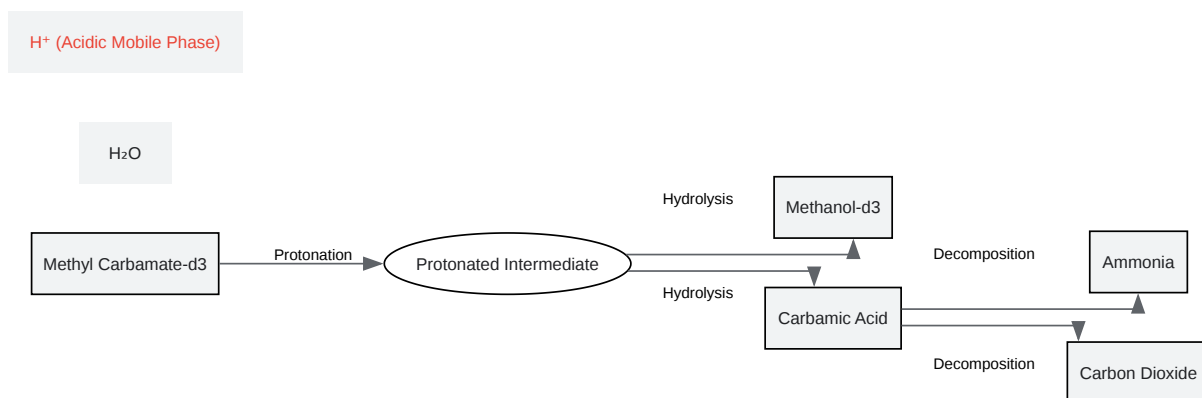 H⁺ (Acidic Mobile Phase)
H₂O
Hydrolysis
Methanol-d3
Methyl Carbamate-d3
Protonation
Protonated Intermediate
Decomposition
Ammonia
Hydrolysis
Carbamic Acid
Decomposition
Carbon Dioxide